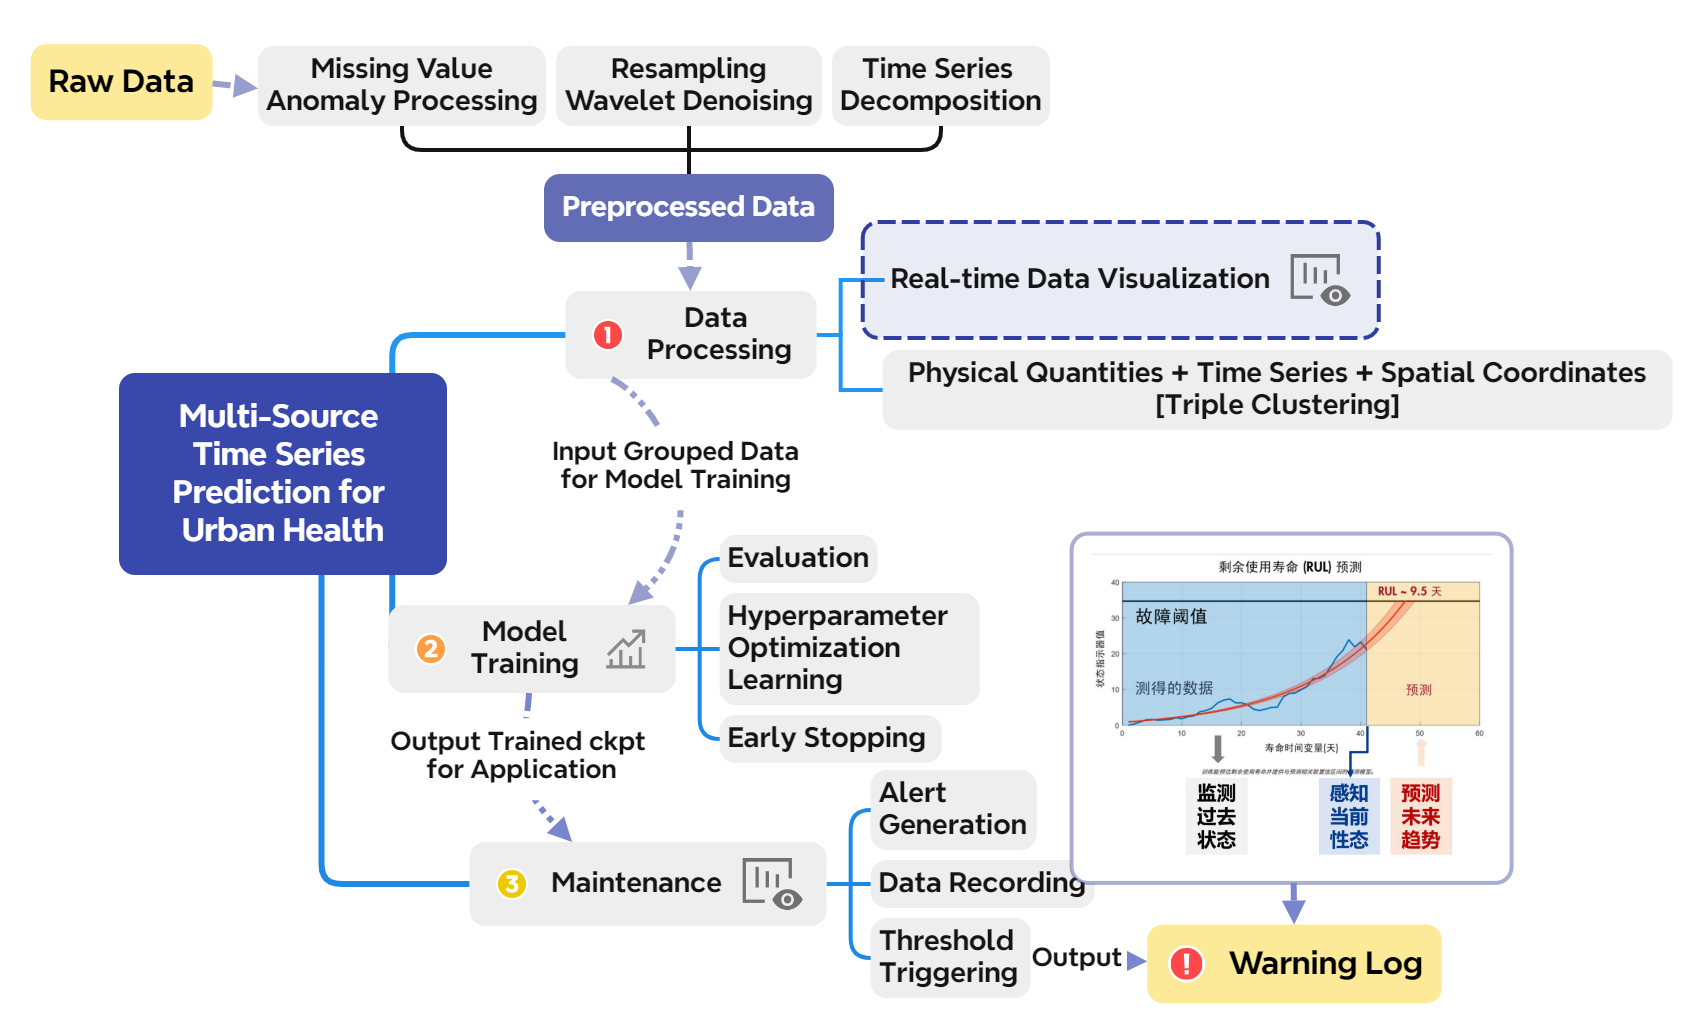 Raw Data
Missing Value
Anomaly Processing
Resampling
Wavelet Denoising
Time Series
Decomposition
Preprocessed Data
1
Data
Processing
Real-time Data Visualization
Physical Quantities + Time Series + Spatial Coordinates
[Triple Clustering]
Multi-Source
Time Series
Prediction for
Urban Health
Input Grouped Data
for Model Training
2
Model
Training
Evaluation
Hyperparameter
Optimization
Learning
Early Stopping
Output Trained ckpt
for Application
3
Maintenance
Alert
Generation
Data Recording
Threshold
Triggering
Output
!
Warning Log
剩余使用寿命 (RUL) 预测
RUL ~ 9.5 天
故障阈值
测得的数据
预测
状态指示器值
40
30
20
10
0
0
10
20
30
40
50
60
寿命时间变量(天)
监测
过去
状态
感知
当前
性态
预测
未来
趋势